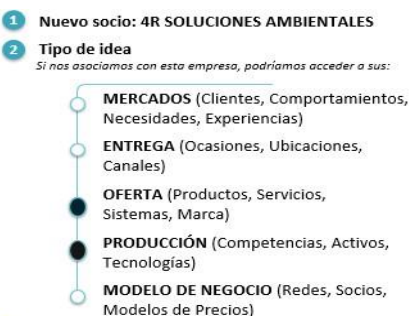 1 Nuevo socio: 4R SOLUCIONES AMBIENTALES
2 Tipo de idea
Si nos asociamos con esta empresa, podríamos acceder a sus:
MERCADOS (Clientes, Comportamientos,
Necesidades, Experiencias)
ENTREGA (Ocasiones, Ubicaciones,
Canales)
OFERTA (Productos, Servicios,
Sistemas, Marca)
PRODUCCIÓN (Competencias, Activos,
Tecnologías)
MODELO DE NEGOCIO (Redes, Socios,
Modelos de Precios)